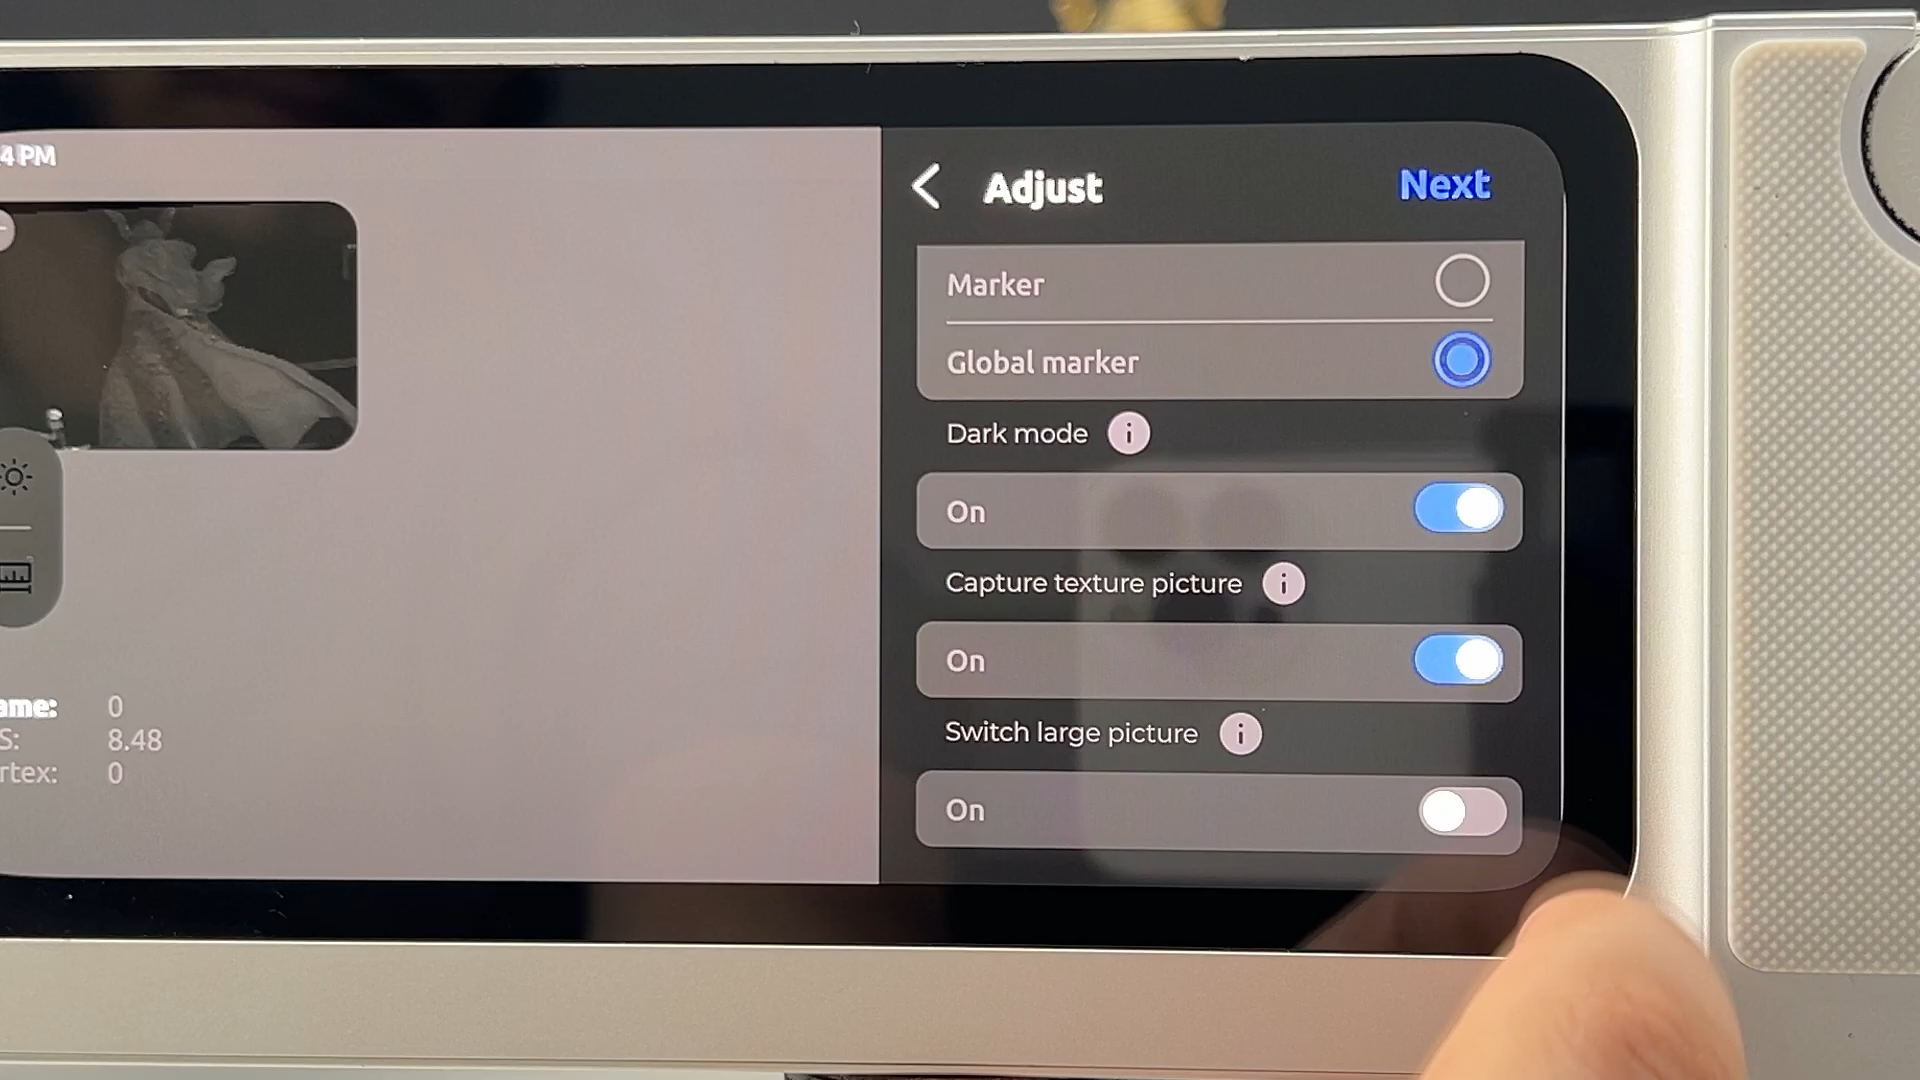 4 PM
Adjust
Next
Marker
Global marker
Dark mode i
On
Capture texture picture i
On
Switch large picture i
On
ame: 0
S: 8.48
rtex: 0